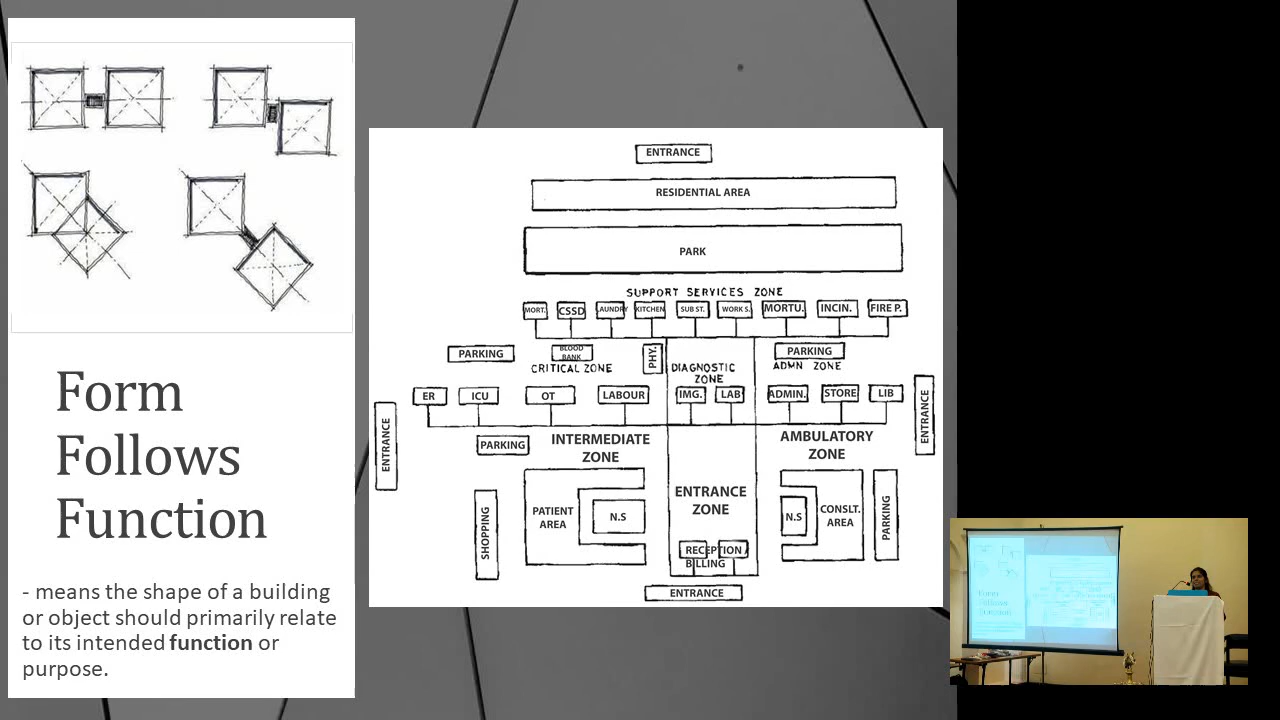 Form
Follows
Function
- means the shape of a building
or object should primarily relate
to its intended function or
purpose.
ENTRANCE
RESIDENTIAL AREA
PARK
SUPPORT SERVICES ZONE
MORT. CSSD LAUNDRY KITCHEN SUB ST. WORK S. MORTU. INCIN. FIRE P.
PARKING BLOOD BANK PHY. PARKING
CRITICAL ZONE DIAGNOSTIC ZONE ADMN ZONE
ER ICU OT LABOUR IMG. LAB ADMIN. STORE LIB
ENTRANCE
ENTRANCE
PARKING
INTERMEDIATE
ZONE
AMBULATORY
ZONE
ENTRANCE
ZONE
SHOPPING
PATIENT
AREA
N.S
N.S
CONSLT.
AREA
PARKING
RECEPTION /
BILLING
ENTRANCE
Form
Follows
Function